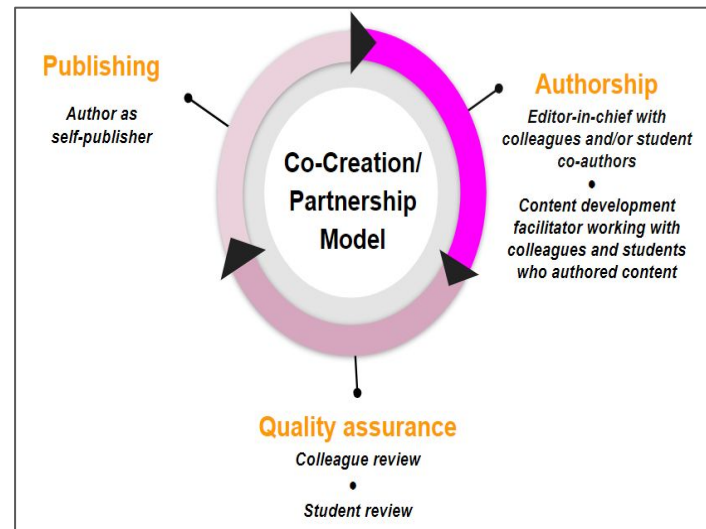 Publishing
Author as
self-publisher
Co-Creation/
Partnership
Model
Authorship
Editor-in-chief with
colleagues and/or student
co-authors
•
Content development
facilitator working with
colleagues and students
who authored content
Quality assurance
Colleague review
•
Student review